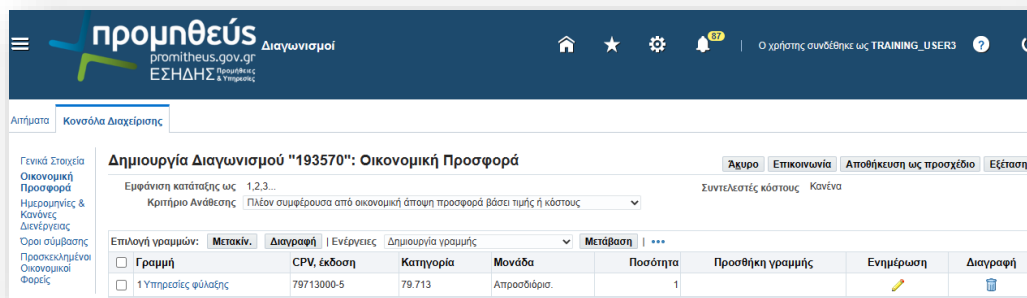 προμηθεύς Διαγωνισμοί
promitheus.gov.gr
ΕΣΗΔΗΣ Προμήθειες & Υπηρεσίες
87
Ο χρήστης συνδέθηκε ως TRAINING_USER3 ?
Αιτήματα Κονσόλα Διαχείρισης
Γενικά Στοιχεία
Οικονομική
Προσφορά
Ημερομηνίες &
Κανόνες
Διενέργειας
Όροι σύμβασης
Προσκεκλημένοι
Οικονομικοί
Φορείς
Δημιουργία Διαγωνισμού "193570": Οικονομική Προσφορά
Άκυρο Επικοινωνία Αποθήκευση ως προσχέδιο Εξέταση
Εμφάνιση κατάταξης ως 1,2,3...
Συντελεστές κόστους Κανένα
Κριτήριο Ανάθεσης Πλέον συμφέρουσα από οικονομική άποψη προσφορά βάσει τιμής ή κόστους
Επιλογή γραμμών: Μετακίν. Διαγραφή | Ενέργειες Δημιουργία γραμμής Μετάβαση | •••
Γραμμή CPV, έκδοση Κατηγορία Μονάδα Ποσότητα Προσθήκη γραμμής Ενημέρωση Διαγραφή
1 Υπηρεσίες φύλαξης 79713000-5 79.713 Απροσδιόρισ. 1